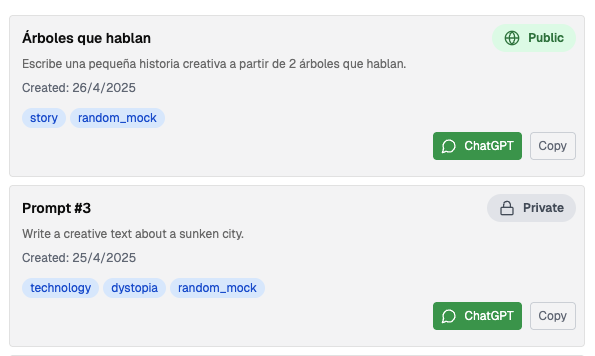 Árboles que hablan
Public
Escribe una pequeña historia creativa a partir de 2 árboles que hablan.
Created: 26/4/2025
story random_mock
ChatGPT Copy
Prompt #3
Private
Write a creative text about a sunken city.
Created: 25/4/2025
technology dystopia random_mock
ChatGPT Copy